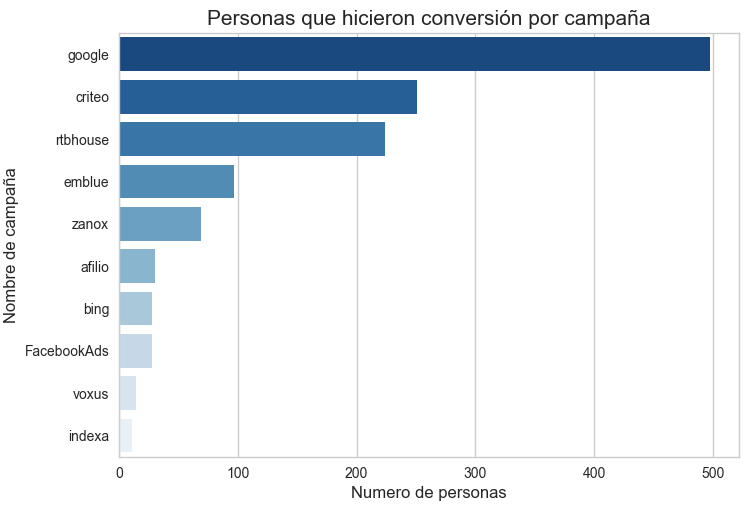 Personas que hicieron conversión por campaña
Nombre de campaña
google
criteo
rtbhouse
emblue
zanox
afilio
bing
FacebookAds
voxus
indexa
0 100 200 300 400 500
Numero de personas